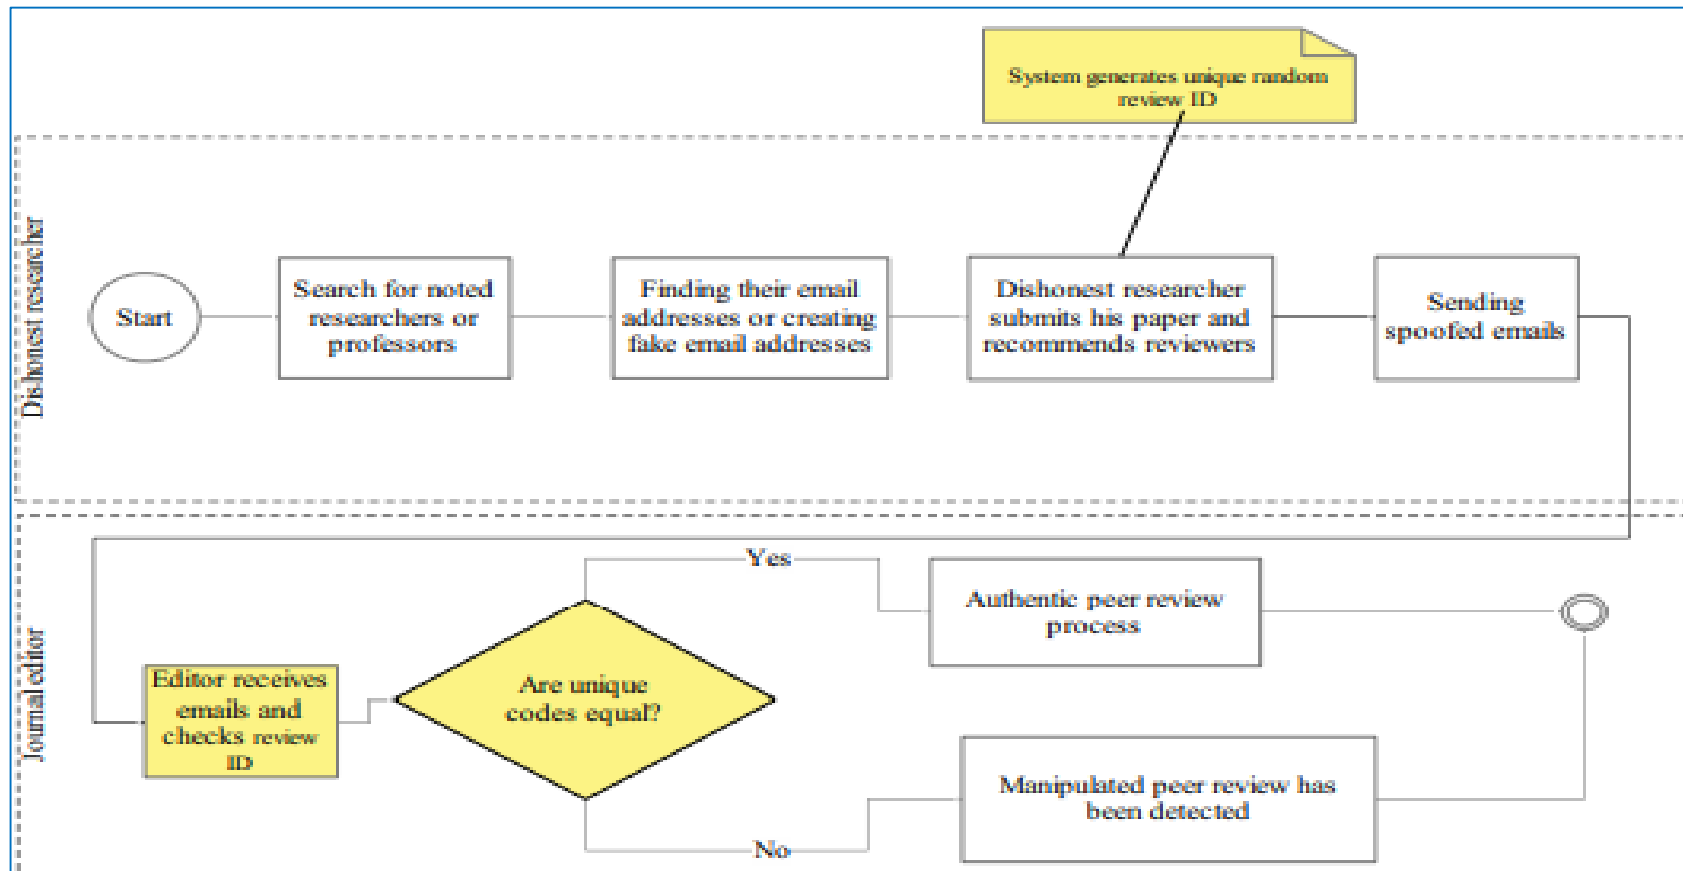 System generates unique random
review ID
Dishonest researcher
Start
Search for noted
researchers or
professors
Finding their email
addresses or creating
fake email addresses
Dishonest researcher
submits his paper and
recommends reviewers
Sending
spoofed emails
Journal editor
Editor receives
emails and
checks review
ID
Are unique
codes equal?
Yes
Authentic peer review
process
No
Manipulated peer review has
been detected